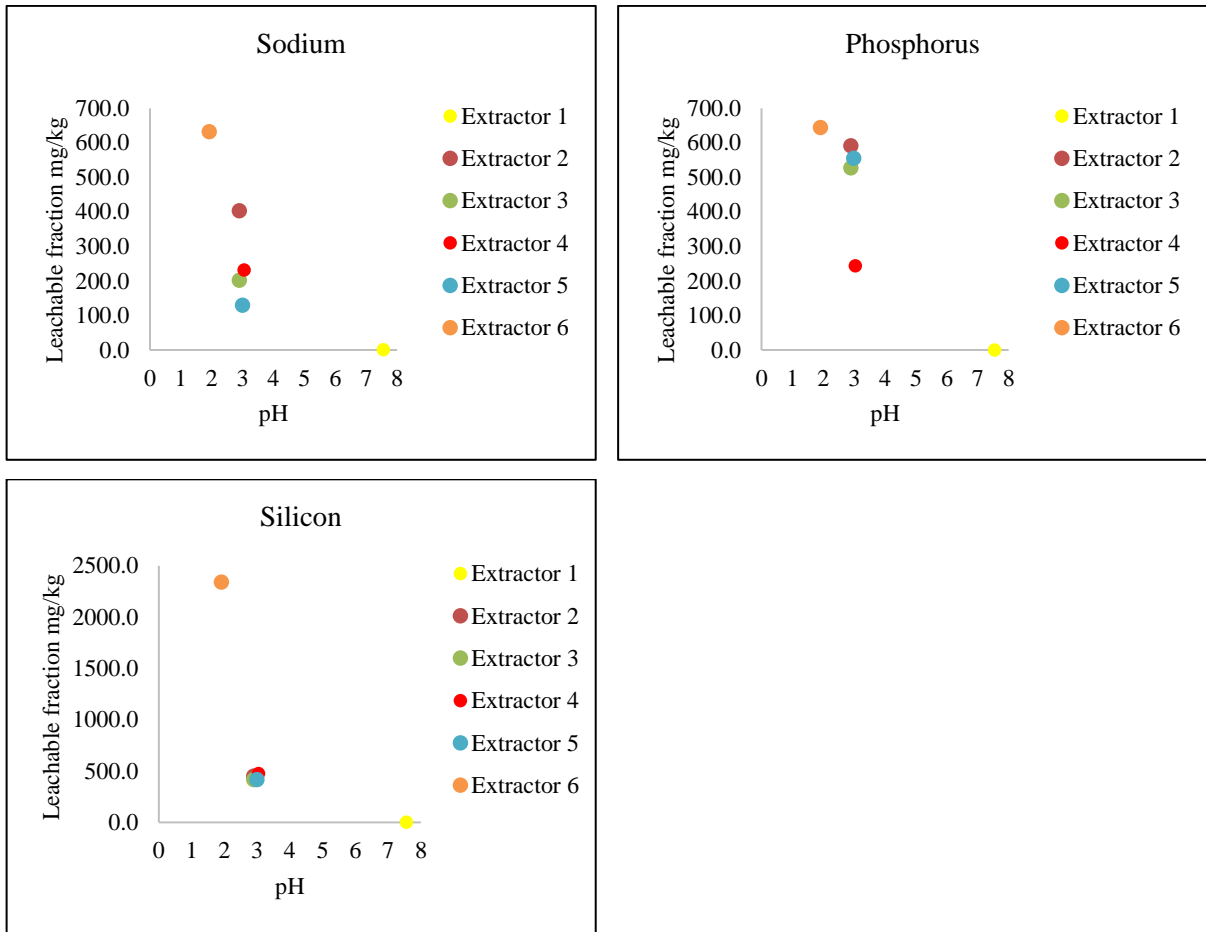 Sodium
Leachable fraction mg/kg
700.0
600.0
500.0
400.0
300.0
200.0
100.0
0.0
0 1 2 3 4 5 6 7 8
pH
Extractor 1
Extractor 2
Extractor 3
Extractor 4
Extractor 5
Extractor 6
Phosphorus
Leachable fraction mg/kg
700.0
600.0
500.0
400.0
300.0
200.0
100.0
0.0
0 1 2 3 4 5 6 7 8
pH
Extractor 1
Extractor 2
Extractor 3
Extractor 4
Extractor 5
Extractor 6
Silicon
Leachable fraction mg/kg
2500.0
2000.0
1500.0
1000.0
500.0
0.0
0 1 2 3 4 5 6 7 8
pH
Extractor 1
Extractor 2
Extractor 3
Extractor 4
Extractor 5
Extractor 6